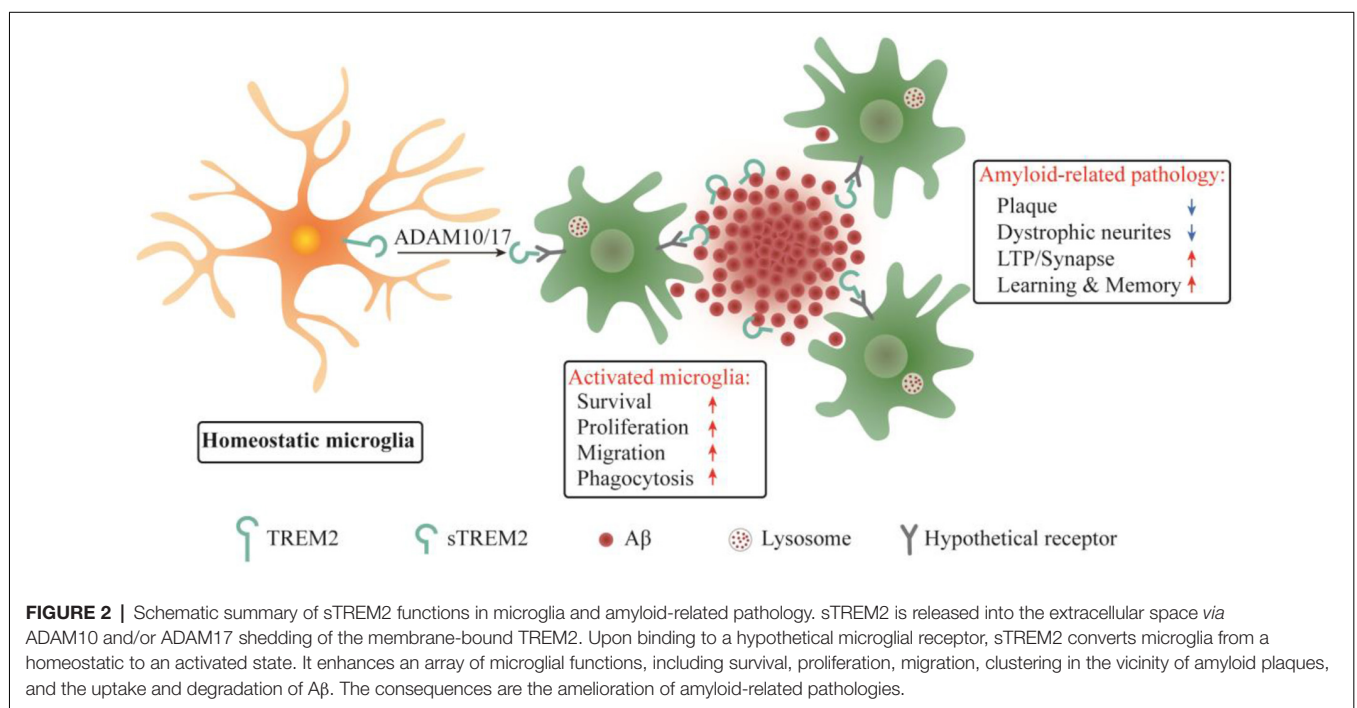 ADAM10/17
Amyloid-related pathology:
Plaque ↓
Dystrophic neurites ↓
LTP/Synapse ↑
Learning & Memory ↑
Activated microglia:
Survival ↑
Proliferation ↑
Migration ↑
Phagocytosis ↑
Homeostatic microglia
TREM2 sTREM2 Aβ Lysosome Hypothetical receptor
FIGURE 2 | Schematic summary of sTREM2 functions in microglia and amyloid-related pathology. sTREM2 is released into the extracellular space via
ADAM10 and/or ADAM17 shedding of the membrane-bound TREM2. Upon binding to a hypothetical microglial receptor, sTREM2 converts microglia from a
homeostatic to an activated state. It enhances an array of microglial functions, including survival, proliferation, migration, clustering in the vicinity of amyloid plaques,
and the uptake and degradation of Aβ. The consequences are the amelioration of amyloid-related pathologies.